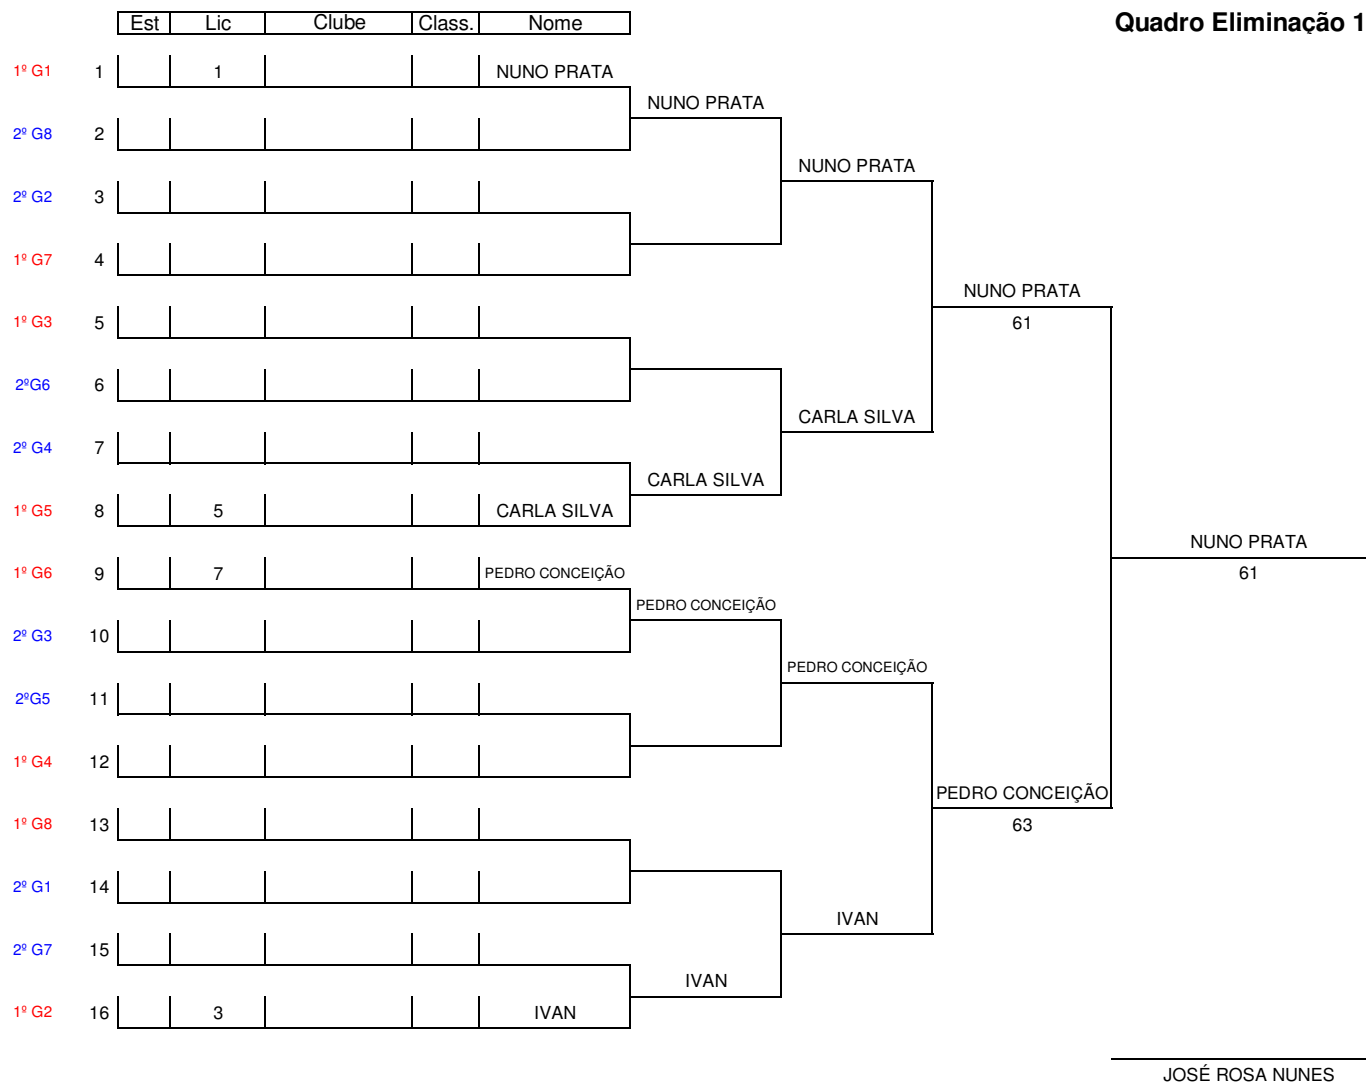 Est Lic Clube Class. Nome Quadro Eliminação 1
1º G1 1 1 NUNO PRATA
NUNO PRATA
2º G8 2
NUNO PRATA
2º G2 3
1º G7 4
NUNO PRATA
1º G3 5 61
2ºG6 6
CARLA SILVA
2º G4 7
CARLA SILVA
1º G5 8 5 CARLA SILVA
NUNO PRATA
1º G6 9 7 PEDRO CONCEIÇÃO 61
PEDRO CONCEIÇÃO
2º G3 10
PEDRO CONCEIÇÃO
2ºG5 11
1º G4 12
PEDRO CONCEIÇÃO
1º G8 13 63
2º G1 14
IVAN
2º G7 15
IVAN
1º G2 16 3 IVAN
JOSÉ ROSA NUNES